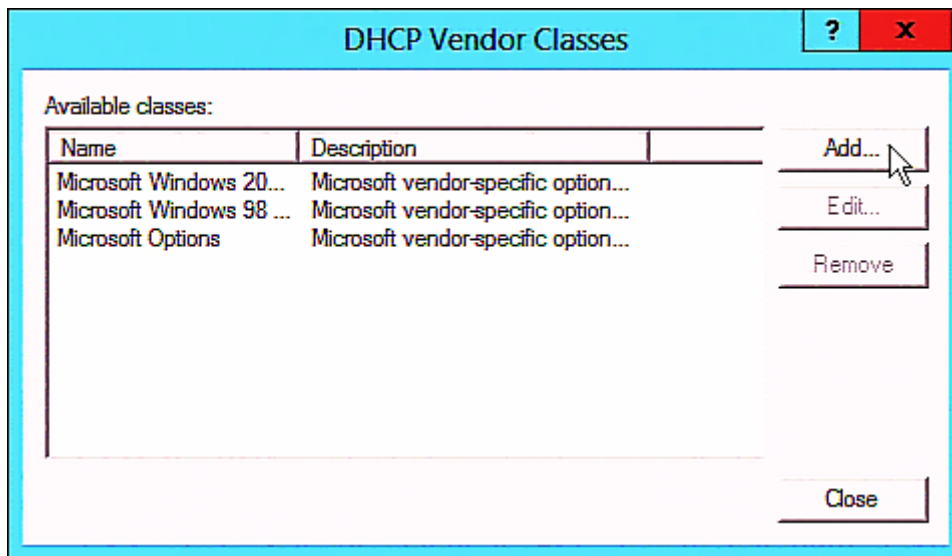 DHCP Vendor Classes
? x
Available classes:
Name Description
Add...
Microsoft Windows 20... Microsoft vendor-specific option...
Microsoft Windows 98 ... Microsoft vendor-specific option...
Edit...
Microsoft Options Microsoft vendor-specific option...
Remove
Close